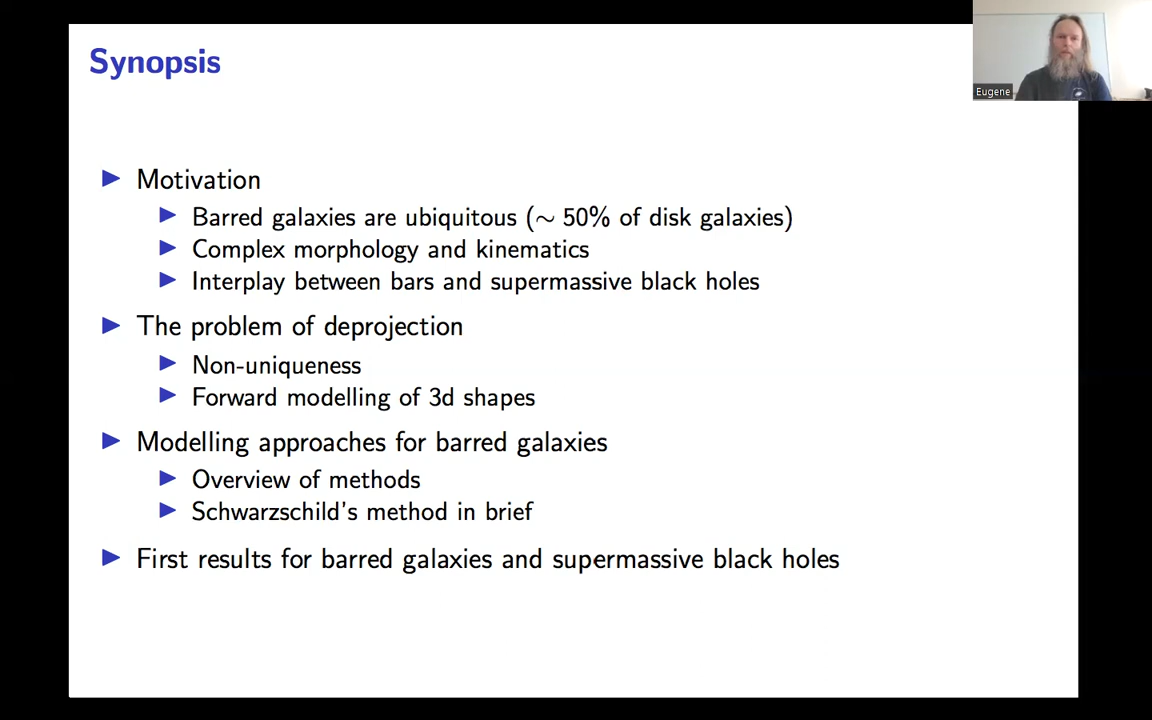 Synopsis
Eugene
▶ Motivation
▶ Barred galaxies are ubiquitous (∼ 50% of disk galaxies)
▶ Complex morphology and kinematics
▶ Interplay between bars and supermassive black holes
▶ The problem of deprojection
▶ Non-uniqueness
▶ Forward modelling of 3d shapes
▶ Modelling approaches for barred galaxies
▶ Overview of methods
▶ Schwarzschild's method in brief
▶ First results for barred galaxies and supermassive black holes